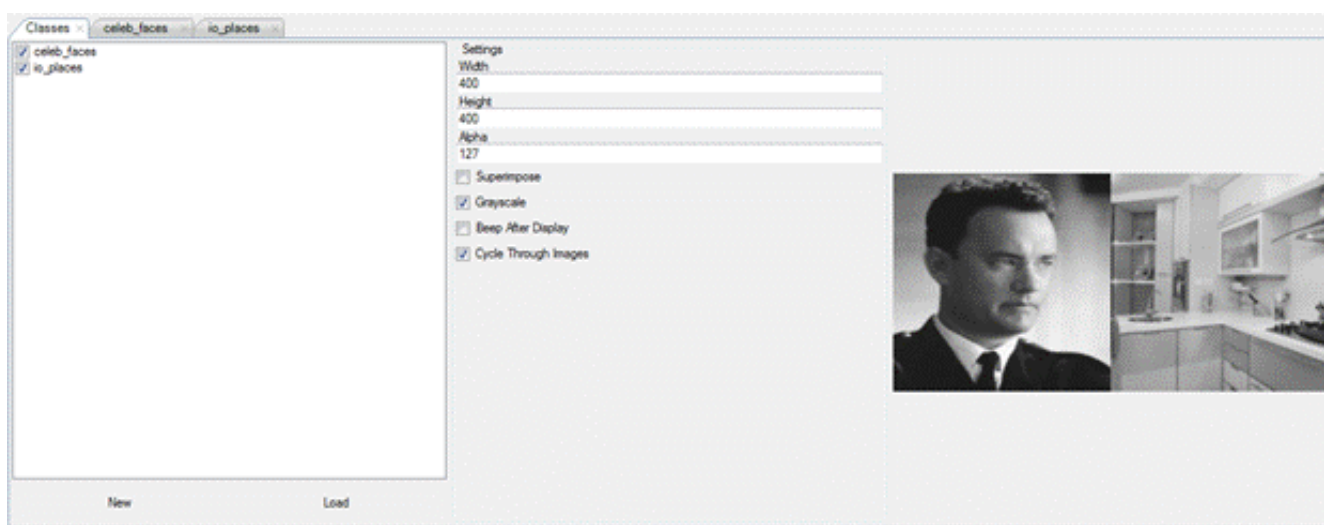 Classes celeb_faces io_places
celeb_faces
io_places
Settings
Width
400
Height
400
Alpha
127
Superimpose
Grayscale
Beep After Display
Cycle Through Images
New Load